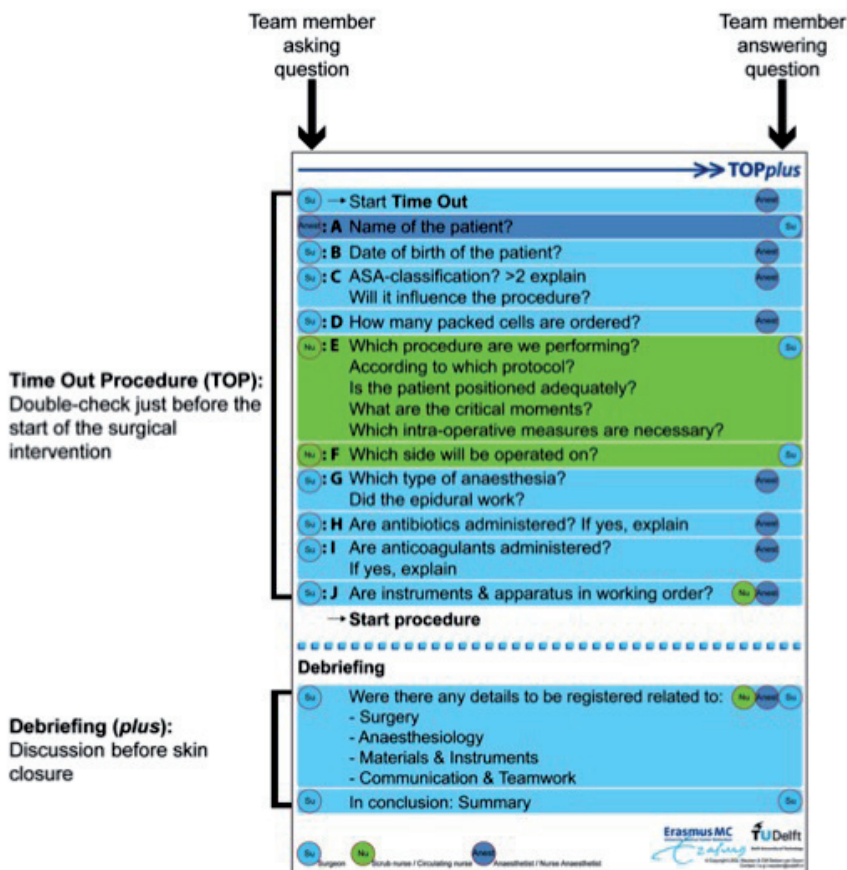 Team member
asking
question
Team member
answering
question
TOPplus
Su → Start Time Out Anest
Anest : A Name of the patient? Su
Su : B Date of birth of the patient? Anest
Su : C ASA-classification? >2 explain Anest
Will it influence the procedure?
Su : D How many packed cells are ordered? Anest
Nu : E Which procedure are we performing? Su
According to which protocol?
Is the patient positioned adequately?
What are the critical moments?
Which intra-operative measures are necessary?
Nu : F Which side will be operated on? Su
Su : G Which type of anaesthesia? Anest
Did the epidural work?
Su : H Are antibiotics administered? If yes, explain Anest
Su : I Are anticoagulants administered? Anest
If yes, explain
Su : J Are instruments & apparatus in working order? Nu Anest
→ Start procedure
Time Out Procedure (TOP):
Double-check just before the
start of the surgical
intervention
Debriefing
Su Were there any details to be registered related to: Nu Anest Su
- Surgery
- Anaesthesiology
- Materials & Instruments
- Communication & Teamwork
Su In conclusion: Summary Su
Debriefing (plus):
Discussion before skin
closure
Su Surgeon Nu Scrub nurse / Circulating nurse Anest Anaesthetist / Nurse Anaesthetist
Erasmus MC
TUDelft